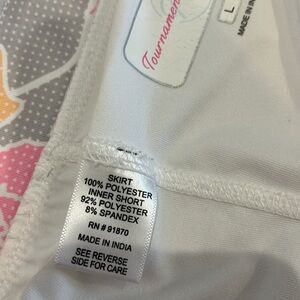 Tournament
L
MADE IN IN
SKIRT
100% POLYESTER
INNER SHORT
92% POLYESTER
8% SPANDEX
RN # 91870
MADE IN INDIA
SEE REVERSE
SIDE FOR CARE